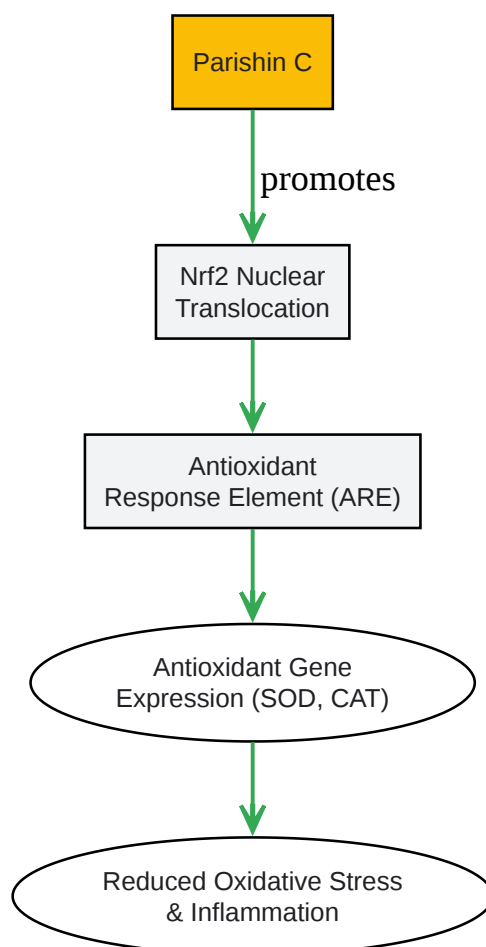 Parishin C
promotes
Nrf2 Nuclear
Translocation
Antioxidant
Response Element (ARE)
Antioxidant Gene
Expression (SOD, CAT)
Reduced Oxidative Stress
& Inflammation